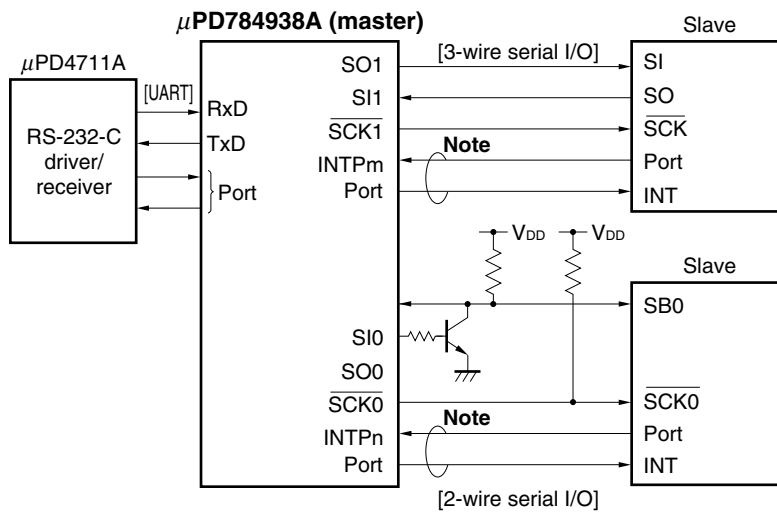 μPD784938A (master)
μPD4711A
RS-232-C
driver/
receiver
[UART]
RxD
TxD
Port
SO1
SI1
SCK1
INTPm
Port
[3-wire serial I/O]
Note
Slave
SI
SO
SCK
Port
INT
VDD
VDD
Slave
SB0
SI0
SO0
SCK0
SCK0
INTPn
Note
Port
Port
INT
[2-wire serial I/O]